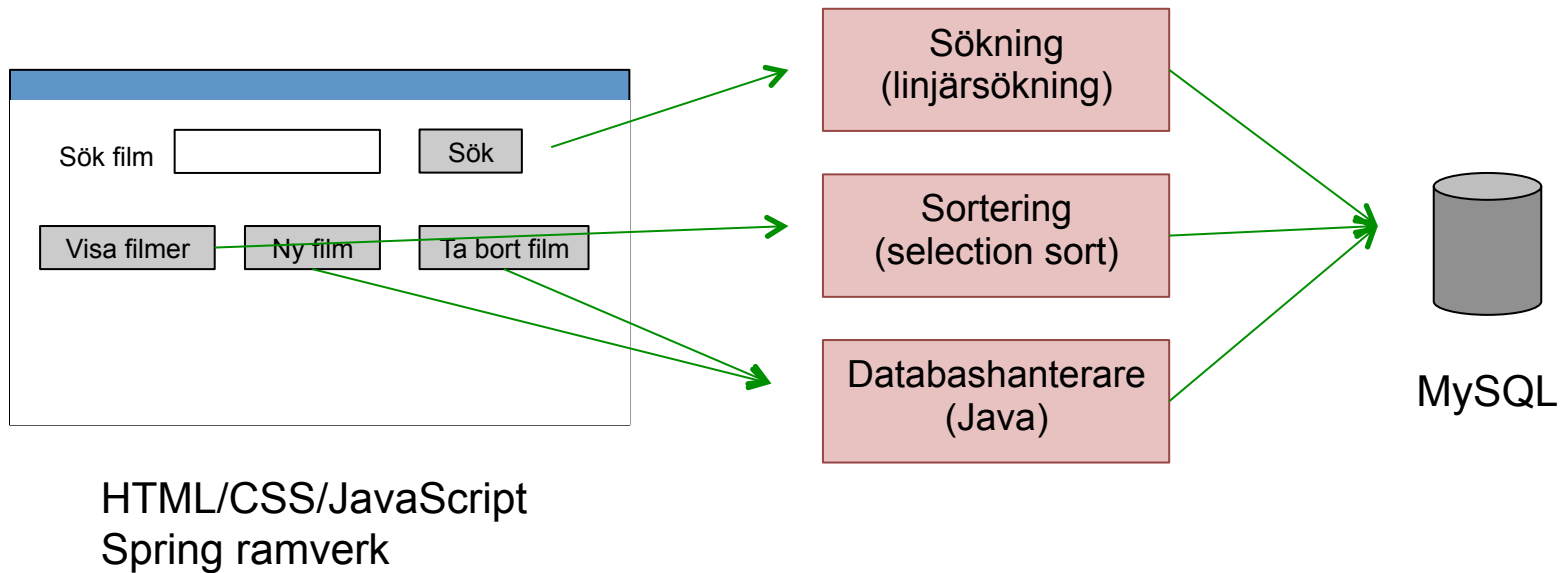 Sök film
Sök
Visa filmer
Ny film
Ta bort film
HTML/CSS/JavaScript
Spring ramverk
Sökning
(linjärsökning)
Sortering
(selection sort)
Databashanterare
(Java)
MySQL